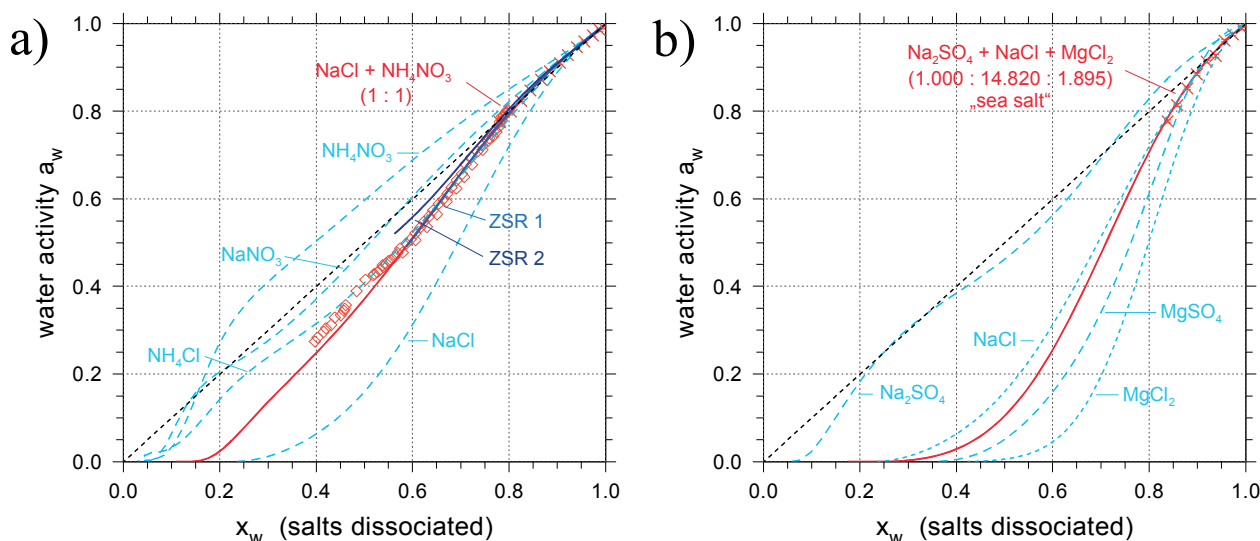 a)
water activity a_w
1.0
0.8
0.6
0.4
0.2
0.0
NaCl + NH₄NO₃
(1 : 1)
NH₄NO₃
ZSR 1
NaNO₃
ZSR 2
NH₄Cl
NaCl
0.0 0.2 0.4 0.6 0.8 1.0
x_w (salts dissociated)
b)
water activity a_w
1.0
0.8
0.6
0.4
0.2
0.0
Na₂SO₄ + NaCl + MgCl₂
(1.000 : 14.820 : 1.895)
„sea salt“
MgSO₄
NaCl
Na₂SO₄
MgCl₂
0.0 0.2 0.4 0.6 0.8 1.0
x_w (salts dissociated)